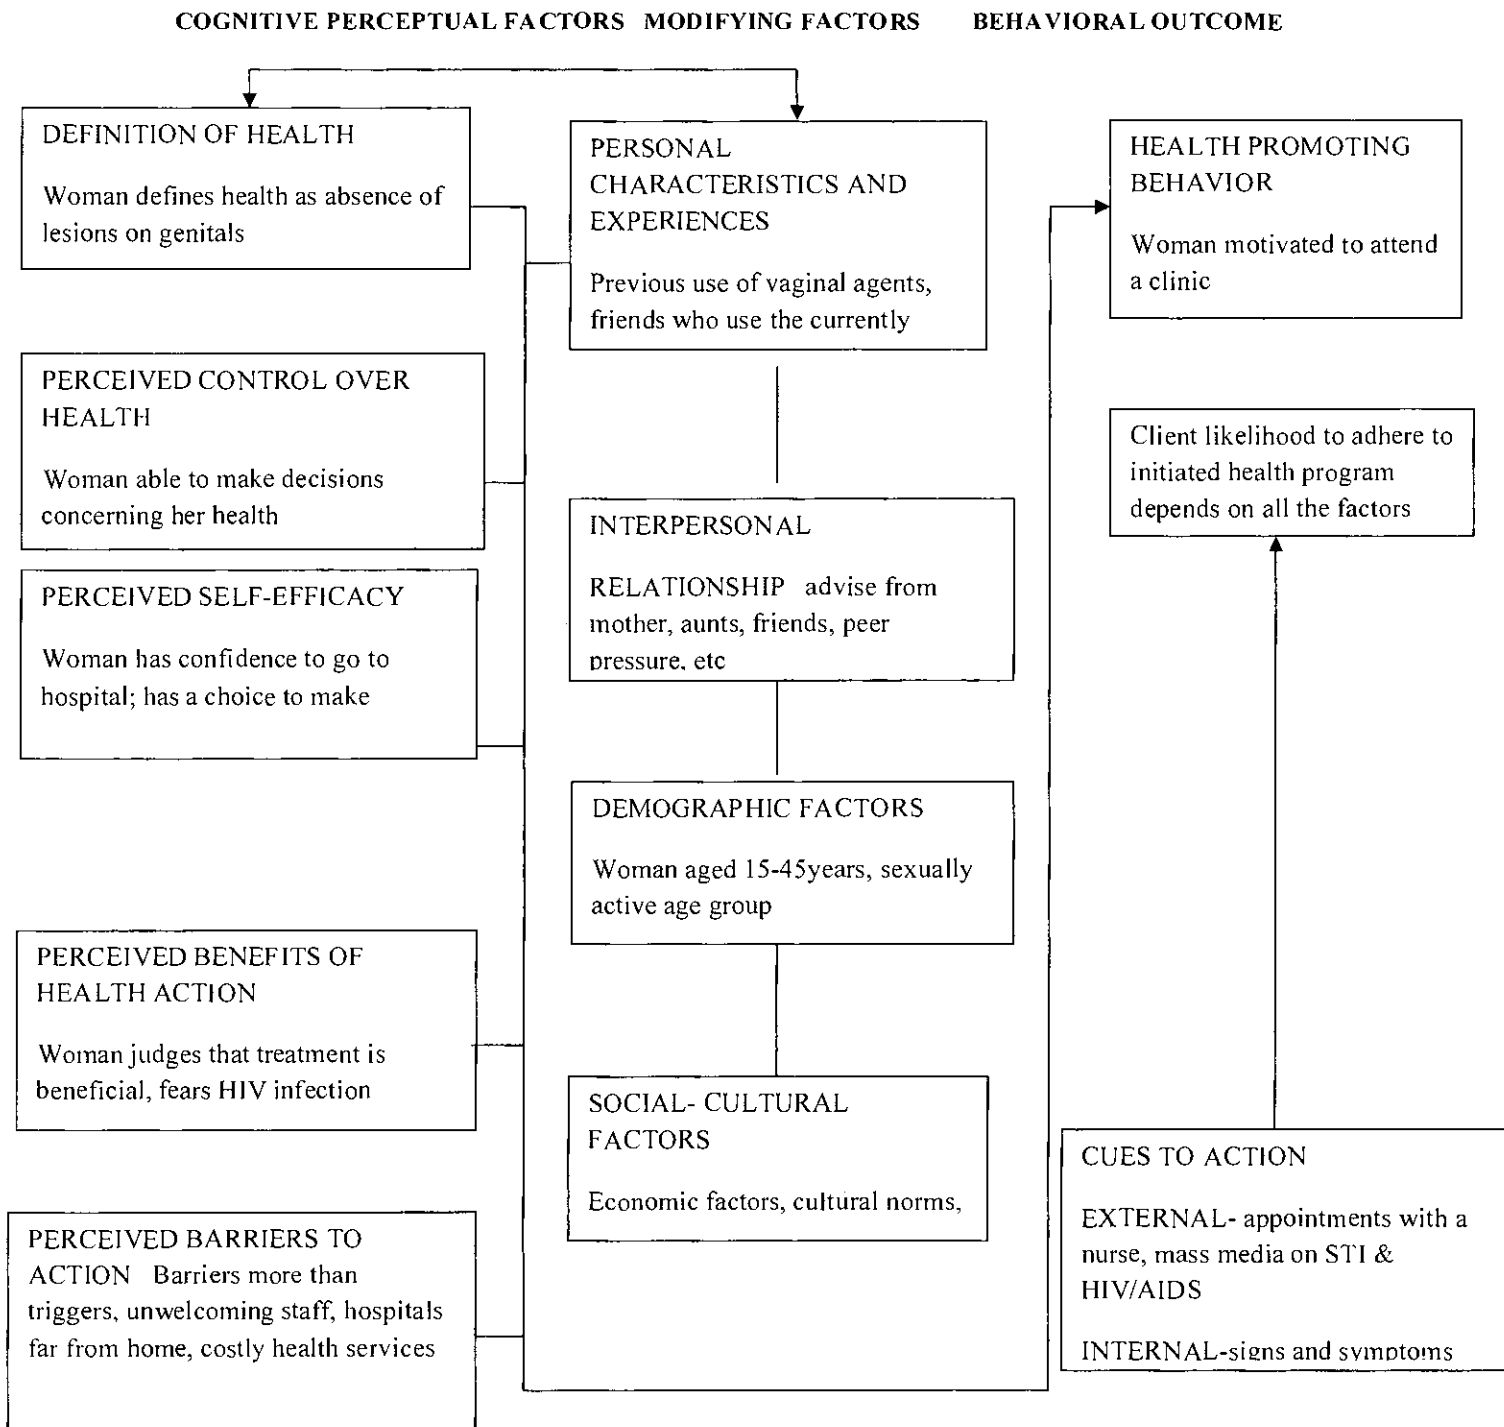 COGNITIVE PERCEPTUAL FACTORS MODIFYING FACTORS BEHAVIORAL OUTCOME
DEFINITION OF HEALTH
Woman defines health as absence of
lesions on genitals
PERCEIVED CONTROL OVER
HEALTH
Woman able to make decisions
concerning her health
PERCEIVED SELF-EFFICACY
Woman has confidence to go to
hospital; has a choice to make
PERCEIVED BENEFITS OF
HEALTH ACTION
Woman judges that treatment is
beneficial, fears HIV infection
PERCEIVED BARRIERS TO
ACTION Barriers more than
triggers, unwelcoming staff, hospitals
far from home, costly health services
PERSONAL
CHARACTERISTICS AND
EXPERIENCES
Previous use of vaginal agents,
friends who use the currently
INTERPERSONAL
RELATIONSHIP advise from
mother, aunts, friends, peer
pressure, etc
DEMOGRAPHIC FACTORS
Woman aged 15-45years, sexually
active age group
SOCIAL- CULTURAL
FACTORS
Economic factors, cultural norms,
HEALTH PROMOTING
BEHAVIOR
Woman motivated to attend
a clinic
Client likelihood to adhere to
initiated health program
depends on all the factors
CUES TO ACTION
EXTERNAL- appointments with a
nurse, mass media on STI &
HIV/AIDS
INTERNAL-signs and symptoms